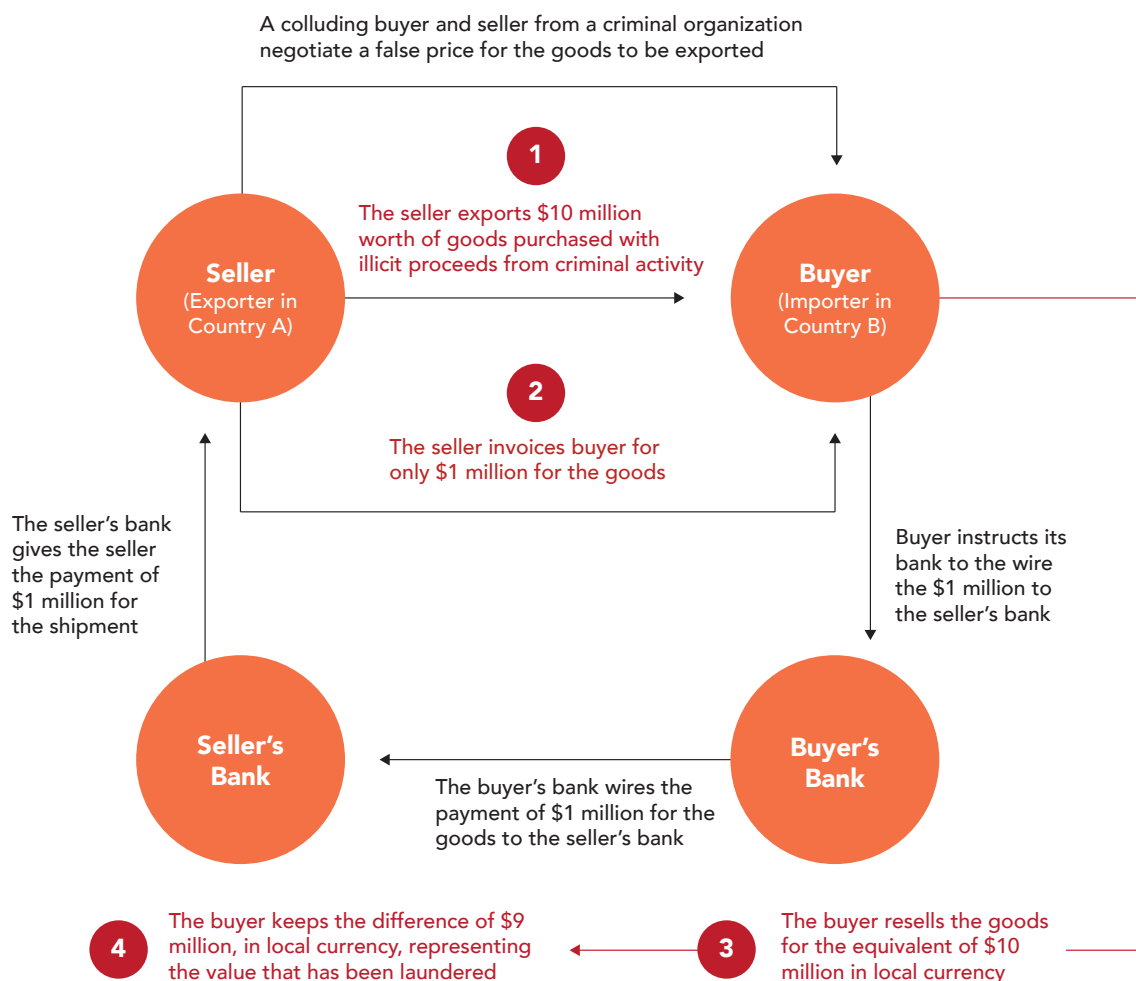 A colluding buyer and seller from a criminal organization
negotiate a false price for the goods to be exported
1
The seller exports $10 million
worth of goods purchased with
illicit proceeds from criminal activity
Seller
(Exporter in
Country A)
Buyer
(Importer in
Country B)
2
The seller invoices buyer for
only $1 million for the goods
The seller's bank
gives the seller
the payment of
$1 million for
the shipment
Buyer instructs its
bank to the wire
the $1 million to
the seller's bank
Seller's
Bank
Buyer's
Bank
The buyer's bank wires the
payment of $1 million for the
goods to the seller's bank
4
The buyer keeps the difference of $9
million, in local currency, representing
the value that has been laundered
3
The buyer resells the goods
for the equivalent of $10
million in local currency